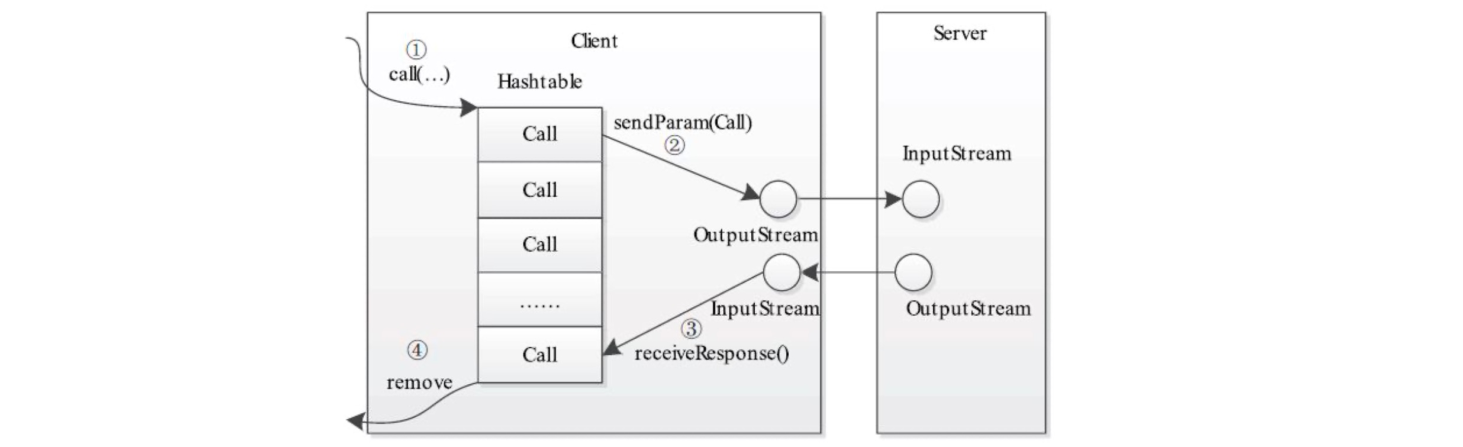 Client
Server
①
call(...)
Hashtable
Call
sendParam(Call)
②
InputStream
Call
OutputStream
Call
InputStream
OutputStream
......
③
receiveResponse()
Call
④
remove